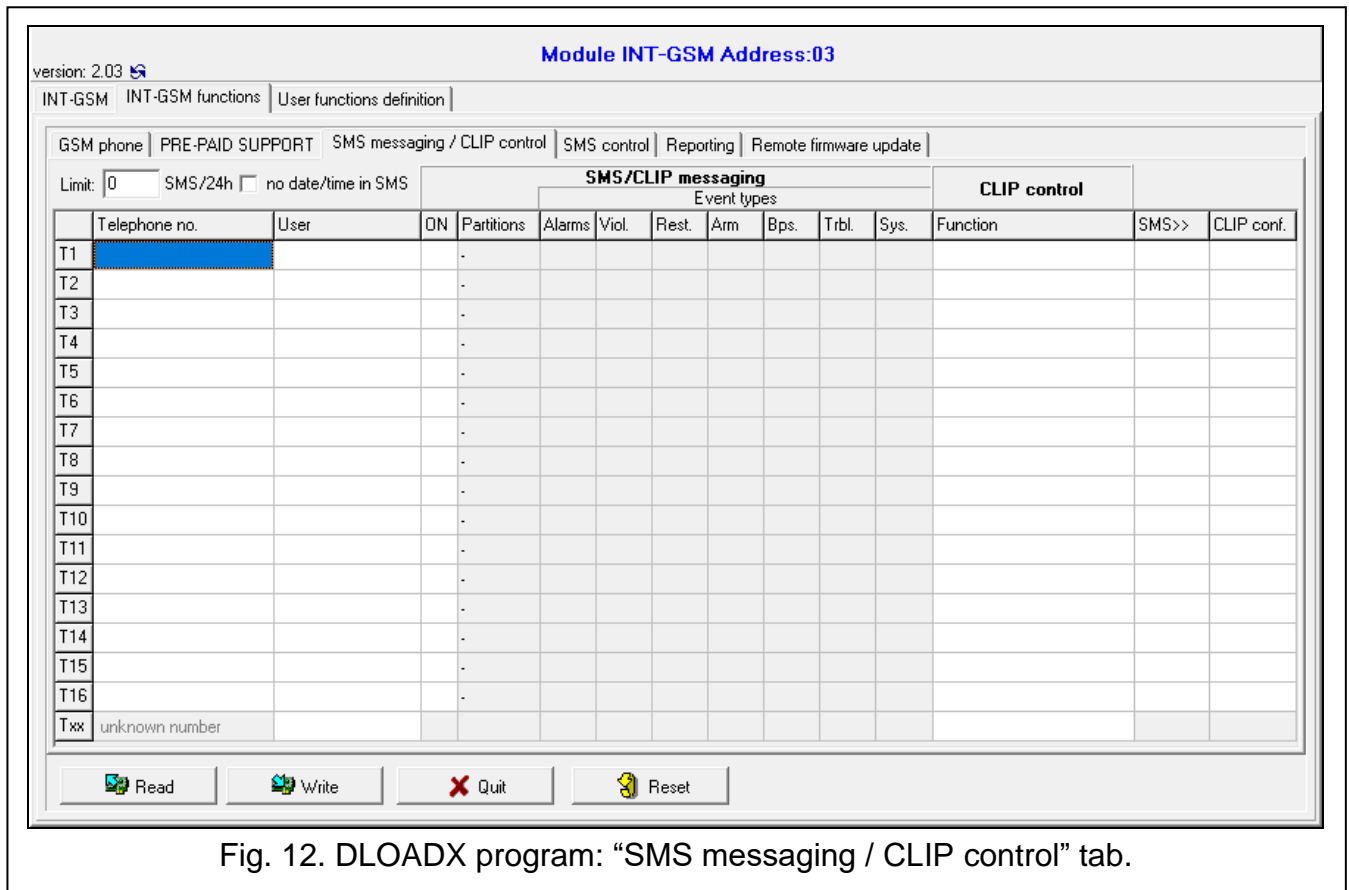 Module INT-GSM Address:03
version: 2.03
INT-GSM INT-GSM functions User functions definition
GSM phone PRE-PAID SUPPORT SMS messaging / CLIP control SMS control Reporting Remote firmware update
Limit: 0 SMS/24h no date/time in SMS SMS/CLIP messaging CLIP control
Event types
Telephone no. User ON Partitions Alarms Viol. Rest. Arm Bps. Trbl. Sys. Function SMS>> CLIP conf.
T1 -
T2 -
T3 -
T4 -
T5 -
T6 -
T7 -
T8 -
T9 -
T10 -
T11 -
T12 -
T13 -
T14 -
T15 -
T16 -
Txx unknown number
Read Write Quit Reset
Fig. 12. DLOADX program: “SMS messaging / CLIP control” tab.